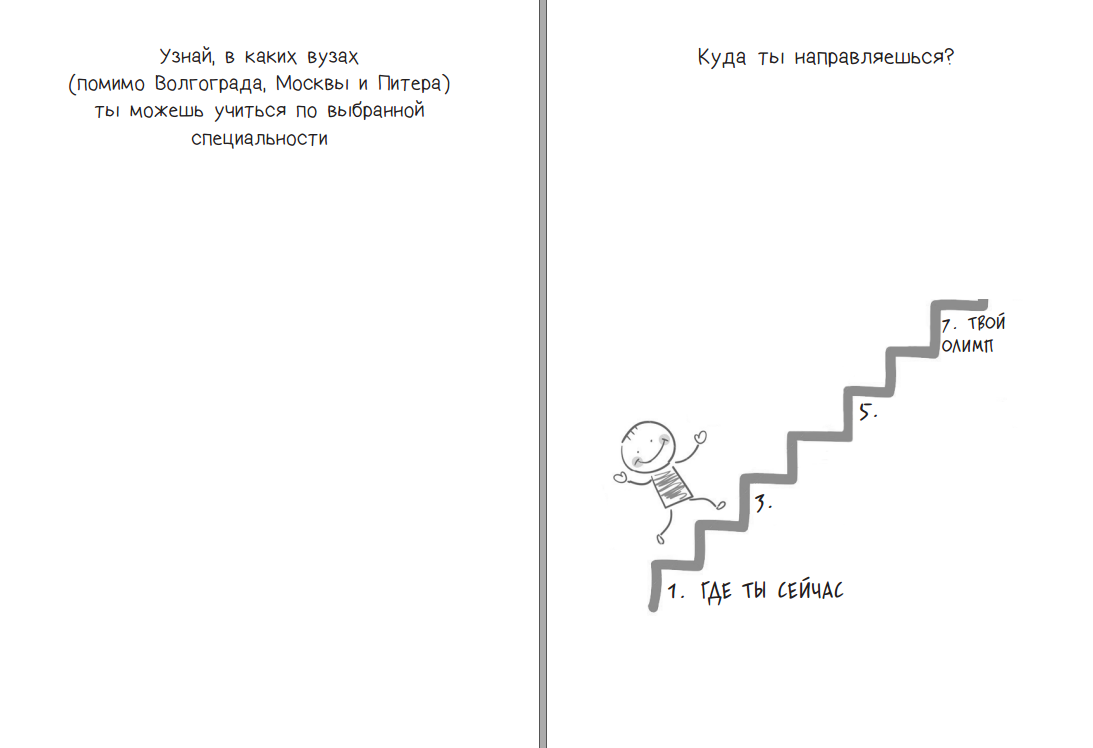 Узнай, в каких вузах
(помимо Волгограда, Москвы и Питера)
ты можешь учиться по выбранной
специальности
Куда ты направляешься?
7. ТВОЙ
ОЛИМП
5.
3.
1. ГДЕ ТЫ СЕЙЧАС